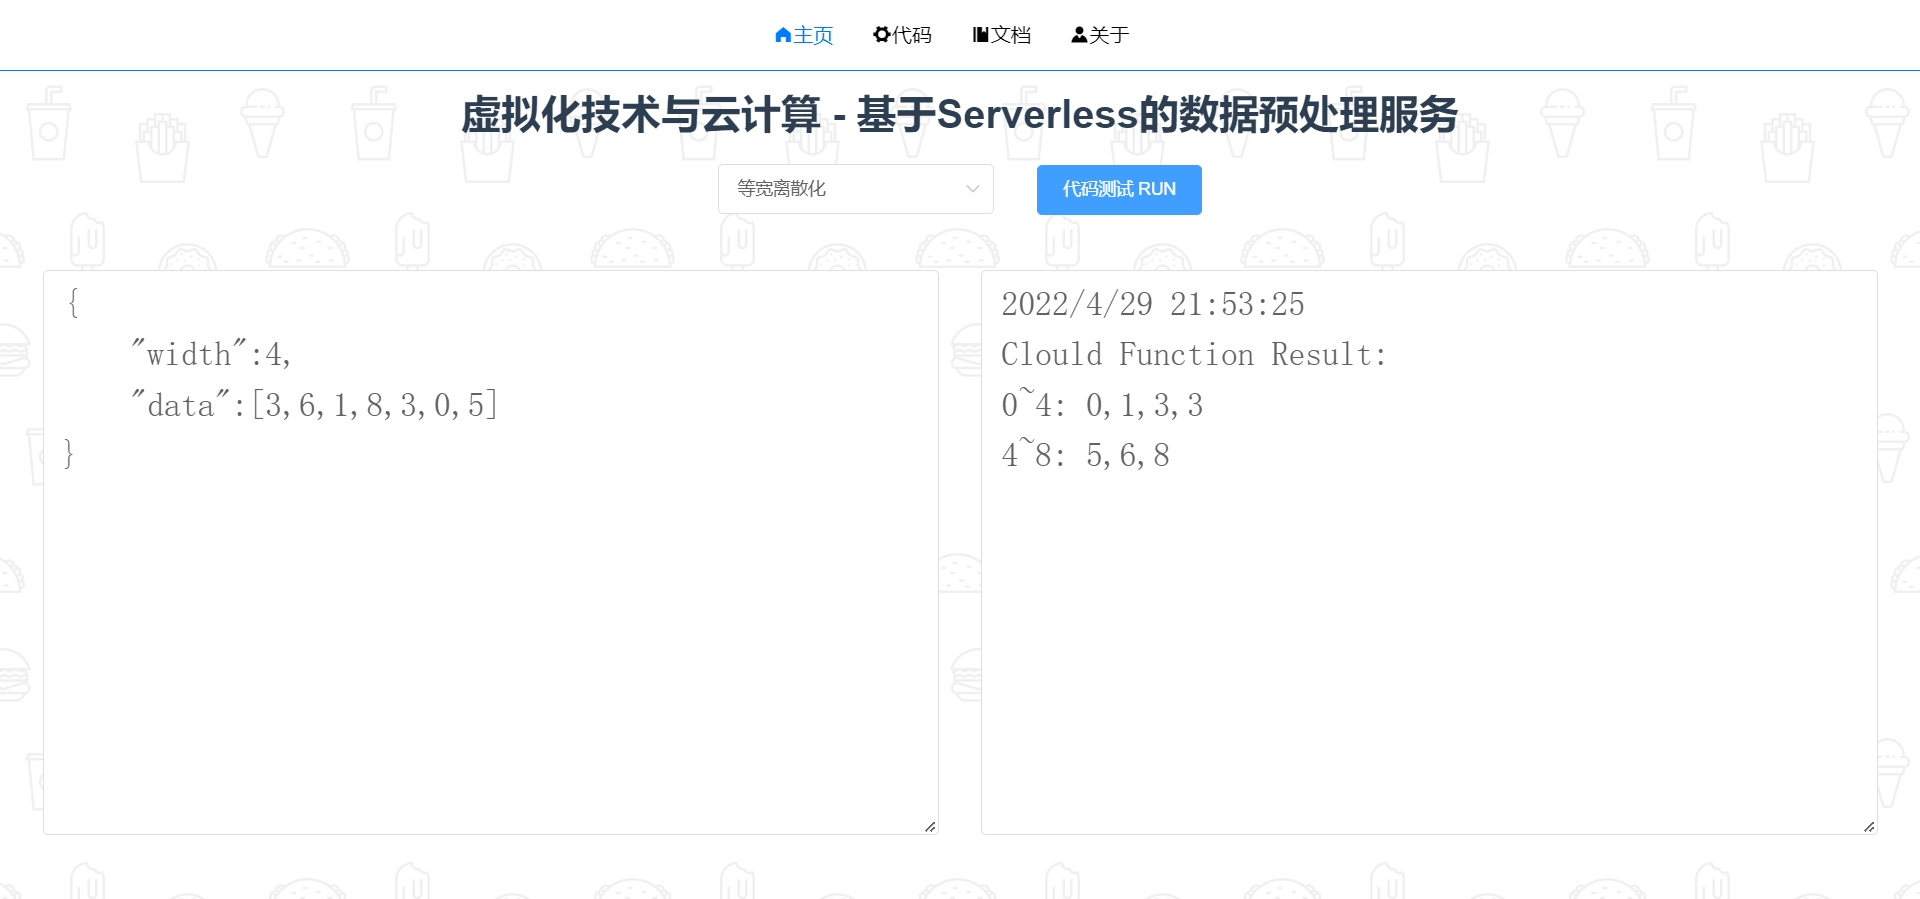 主页 代码 文档 关于
虚拟化技术与云计算 - 基于Serverless的数据预处理服务
等宽离散化 代码测试 RUN
{
"width":4,
"data":[3,6,1,8,3,0,5]
}
2022/4/29 21:53:25
Clould Function Result:
0~4: 0,1,3,3
4~8: 5,6,8